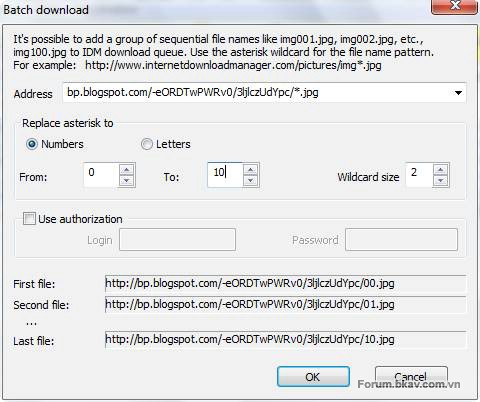 Batch download
It's possible to add a group of sequential file names like img001.jpg, img002.jpg, etc.,
img100.jpg to IDM download queue. Use the asterisk wildcard for the file name pattern.
For example: http://www.internetdownloadmanager.com/pictures/img*.jpg
Address bp.blogspot.com/-eORDTwPWRv0/3ljlczUdYpc/*.jpg
Replace asterisk to
Numbers Letters
From: 0 To: 10 Wildcard size 2
Use authorization
Login Password
First file: http://bp.blogspot.com/-eORDTwPWRv0/3ljlczUdYpc/00.jpg
Second file: http://bp.blogspot.com/-eORDTwPWRv0/3ljlczUdYpc/01.jpg
...
Last file: http://bp.blogspot.com/-eORDTwPWRv0/3ljlczUdYpc/10.jpg
OK Cancel
Forum.bkav.com.vn